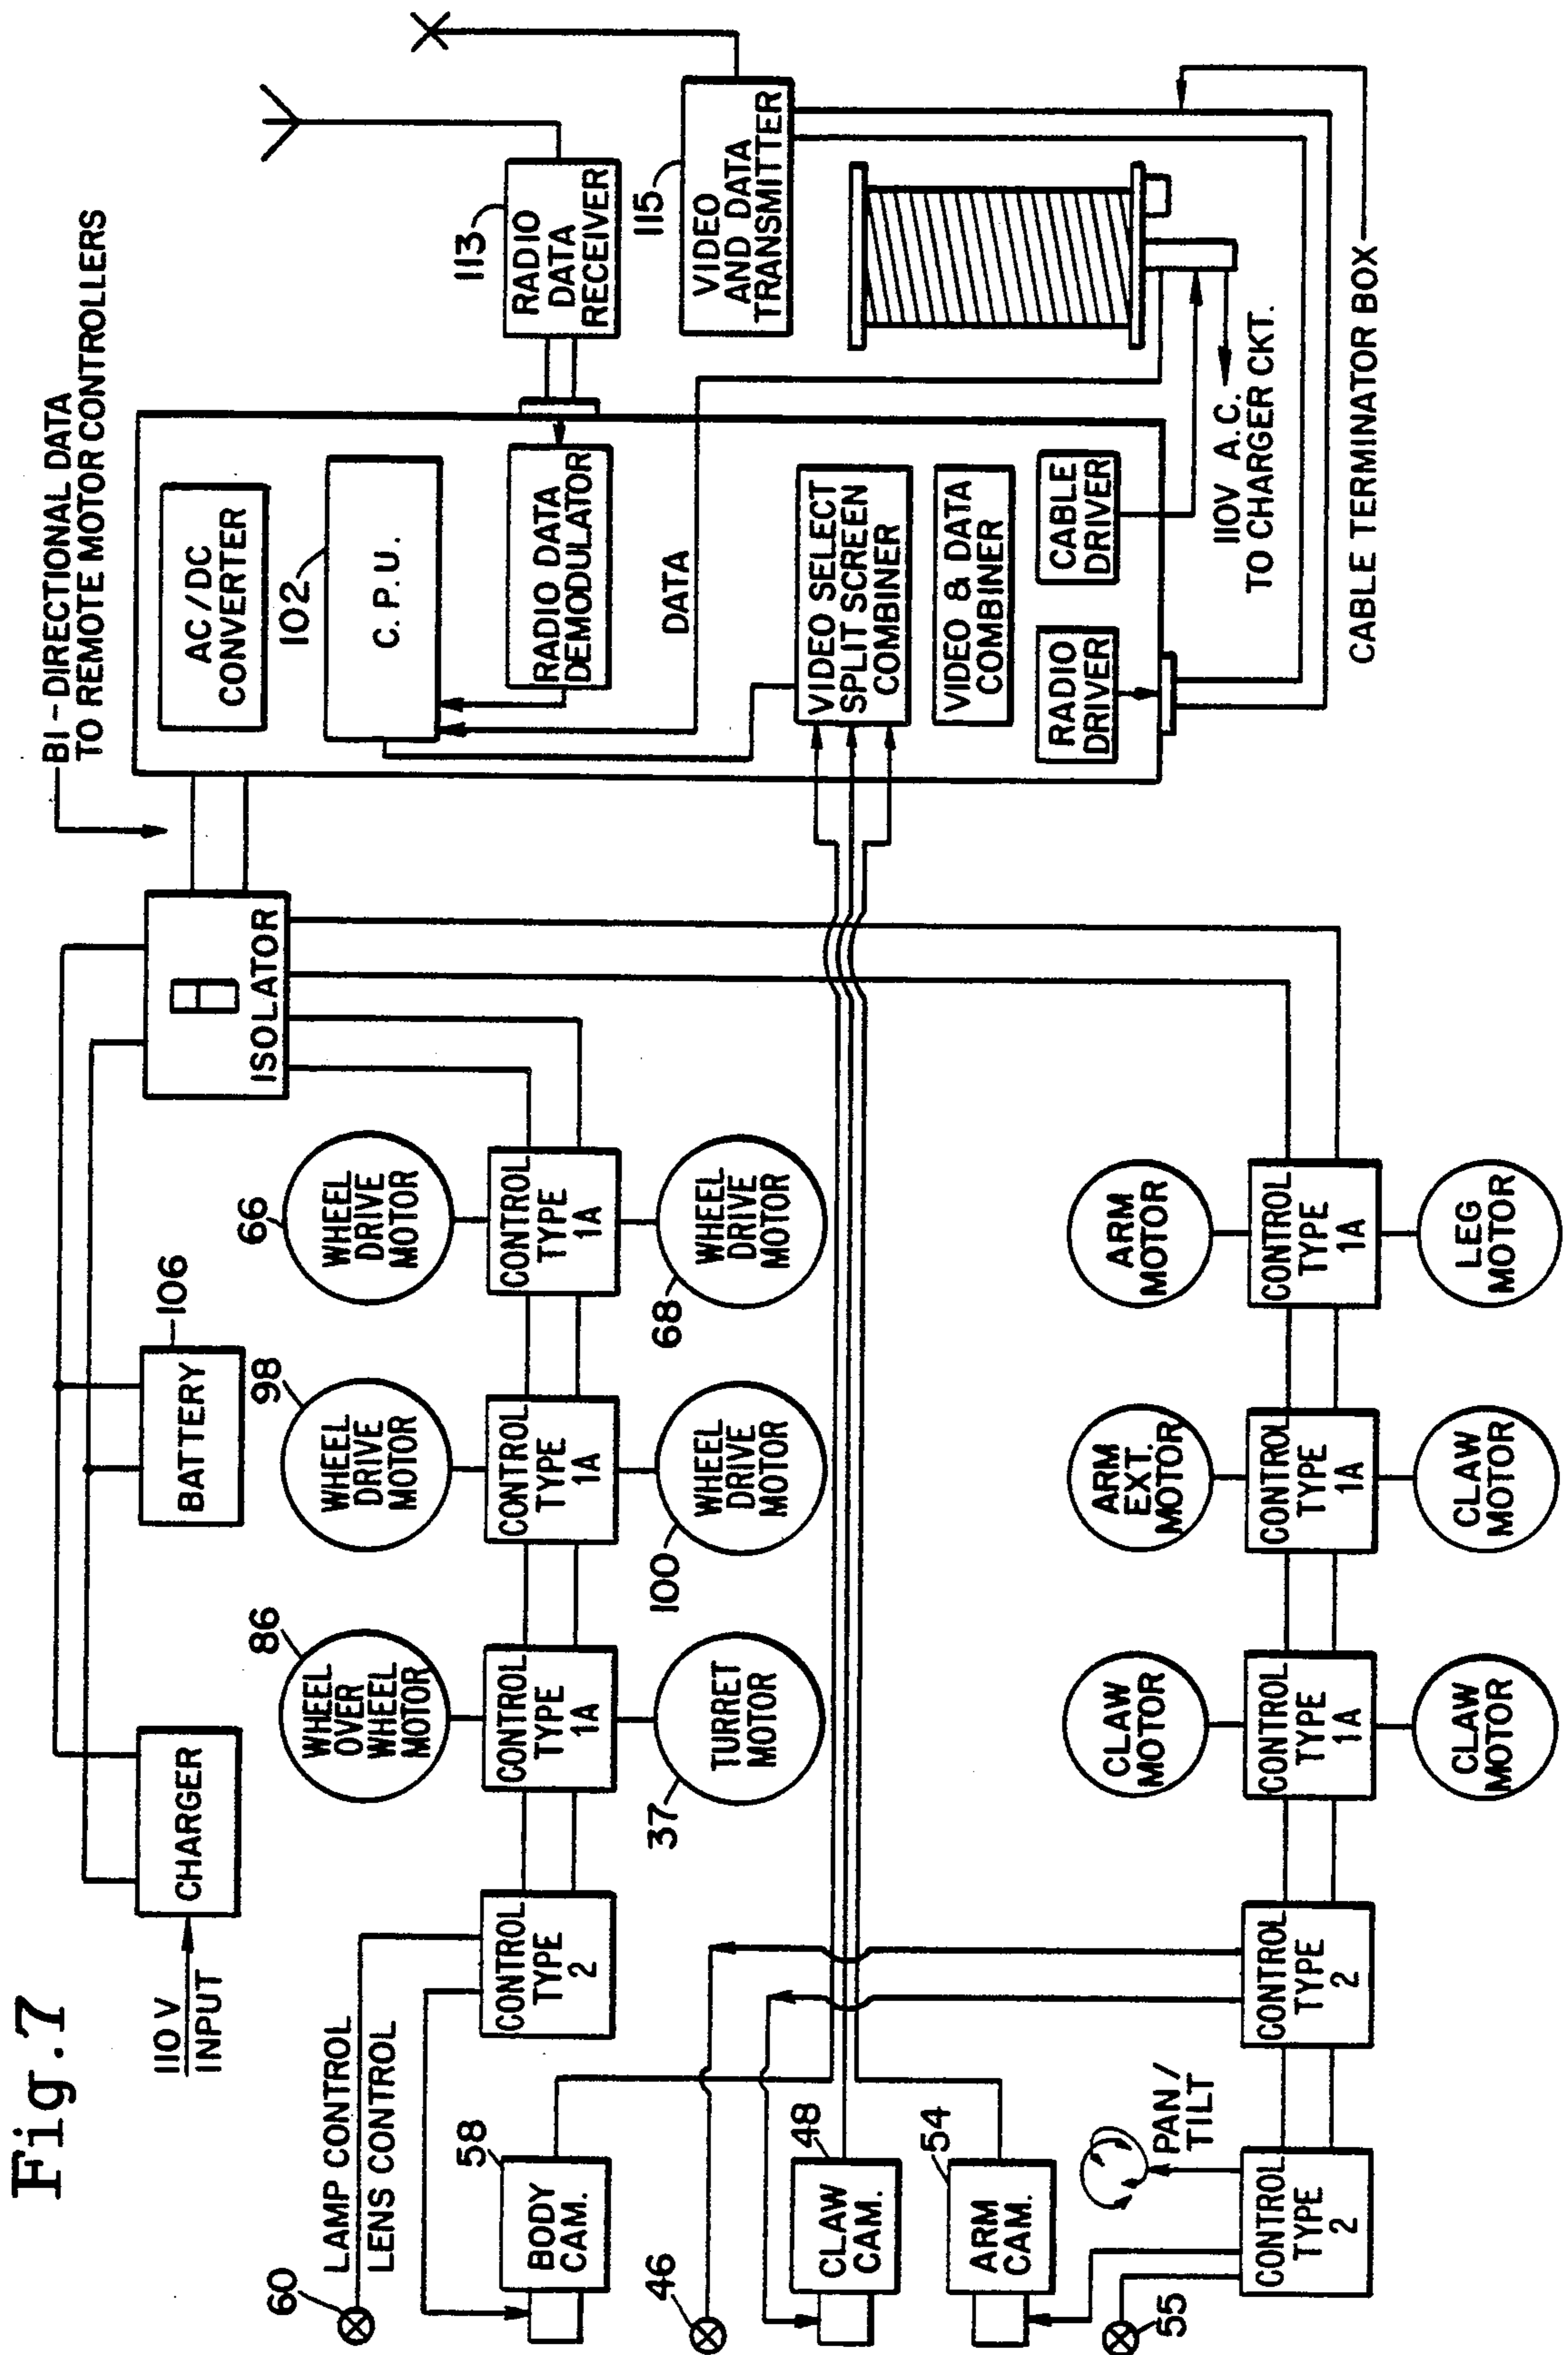 Fig. 7
110 V
INPUT
CHARGER
BATTERY
106
BI-DIRECTIONAL DATA
TO REMOTE MOTOR CONTROLLERS
ISOLATOR
AC/DC
CONVERTER
102
C. P. U.
RADIO DATA
DEMODULATOR
DATA
VIDEO SELECT
SPLIT SCREEN
COMBINER
VIDEO & DATA
COMBINER
RADIO
DRIVER
CABLE
DRIVER
113
RADIO
DATA
RECEIVER
115
VIDEO
AND DATA
TRANSMITTER
110V A.C.
TO CHARGER CKT.
CABLE TERMINATOR BOX
86
WHEEL
OVER
WHEEL
MOTOR
98
WHEEL
DRIVE
MOTOR
66
WHEEL
DRIVE
MOTOR
LAMP CONTROL
LENS CONTROL
60
CONTROL
TYPE
2
CONTROL
TYPE
1A
CONTROL
TYPE
1A
CONTROL
TYPE
1A
37
TURRET
MOTOR
100
WHEEL
DRIVE
MOTOR
68
WHEEL
DRIVE
MOTOR
58
BODY
CAM.
46
48
CLAW
CAM.
54
ARM
CAM.
55
PAN /
TILT
CLAW
MOTOR
ARM
EXT.
MOTOR
ARM
MOTOR
CONTROL
TYPE
2
CONTROL
TYPE
2
CONTROL
TYPE
1A
CONTROL
TYPE
1A
CONTROL
TYPE
1A
CLAW
MOTOR
CLAW
MOTOR
LEG
MOTOR